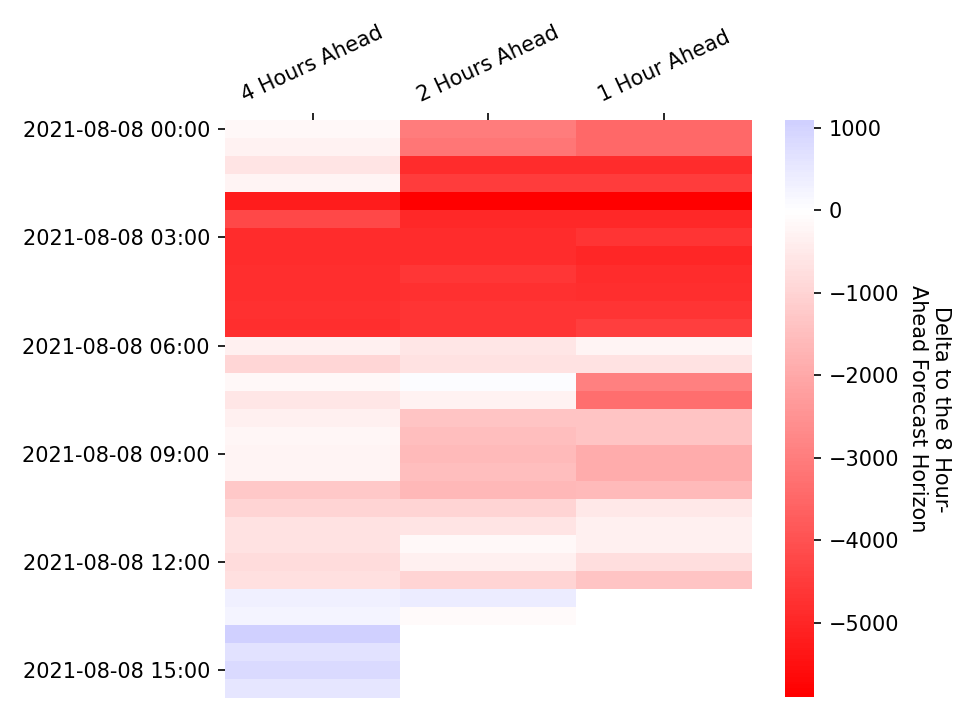 4 Hours Ahead
2 Hours Ahead
1 Hour Ahead
2021-08-08 00:00
2021-08-08 03:00
2021-08-08 06:00
2021-08-08 09:00
2021-08-08 12:00
2021-08-08 15:00
1000
0
−1000
−2000
−3000
−4000
−5000
Delta to the 8 Hour-
Ahead Forecast Horizon